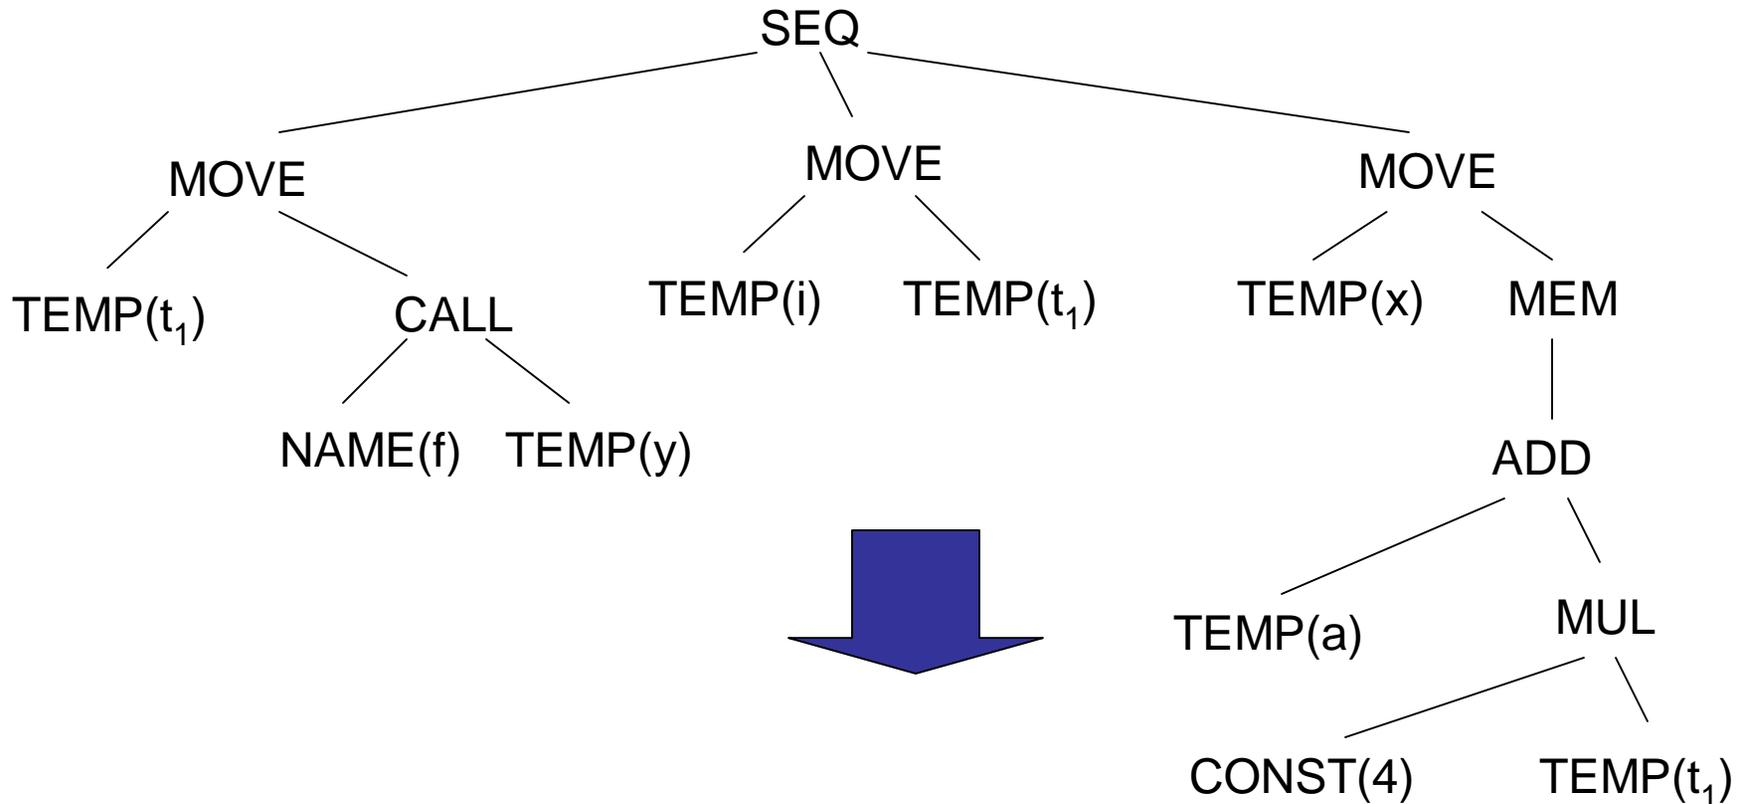 SEQ
MOVE MOVE MOVE
TEMP(t₁) CALL TEMP(i) TEMP(t₁) TEMP(x) MEM
NAME(f) TEMP(y) ADD
TEMP(a) MUL
CONST(4) TEMP(t₁)